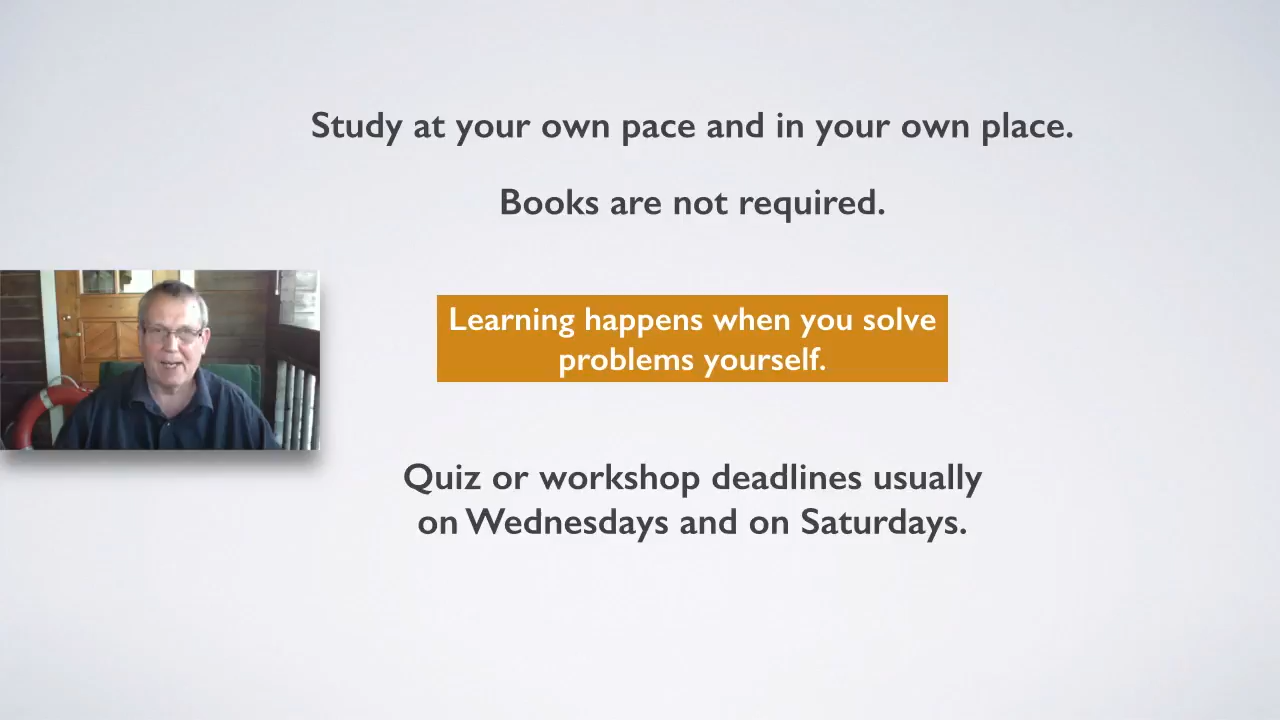 Study at your own pace and in your own place.
Books are not required.
Learning happens when you solve
problems yourself.
Quiz or workshop deadlines usually
on Wednesdays and on Saturdays.